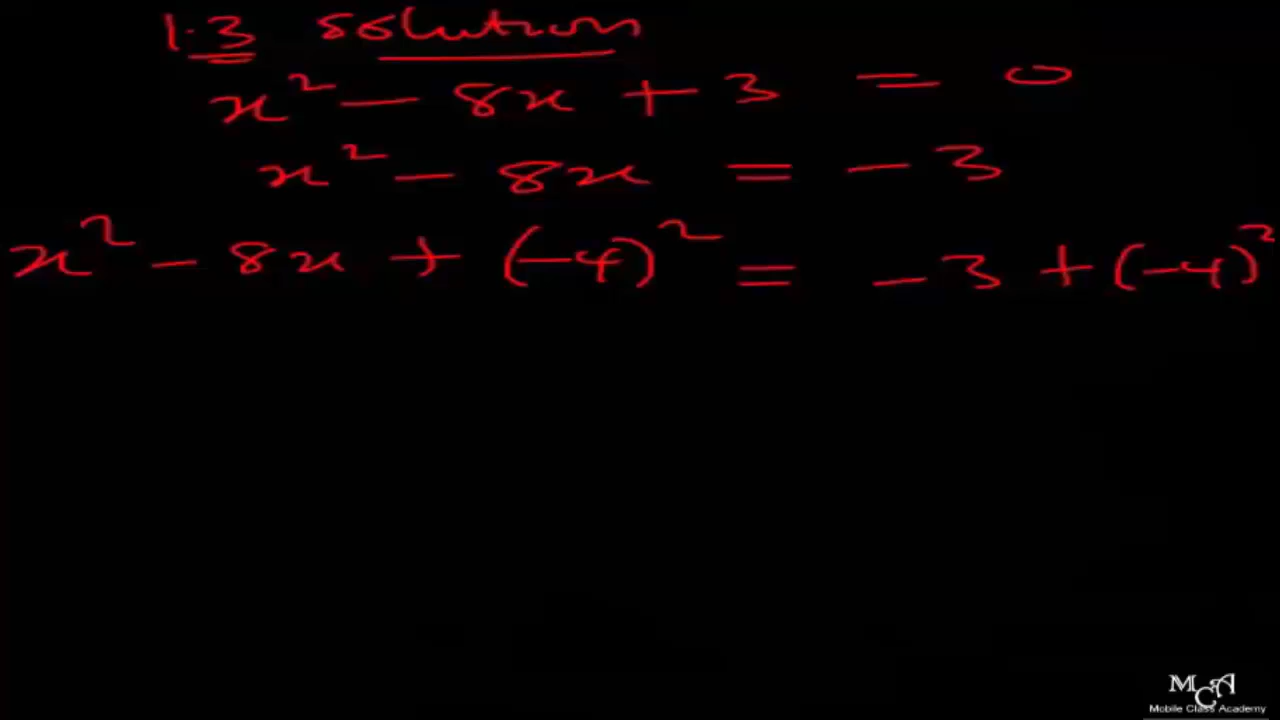 1.3 solution
x² - 8x + 3 = 0
x² - 8x = -3
x² - 8x + (-4)² = -3 + (-4)²
MCA
Mobile Class Academy